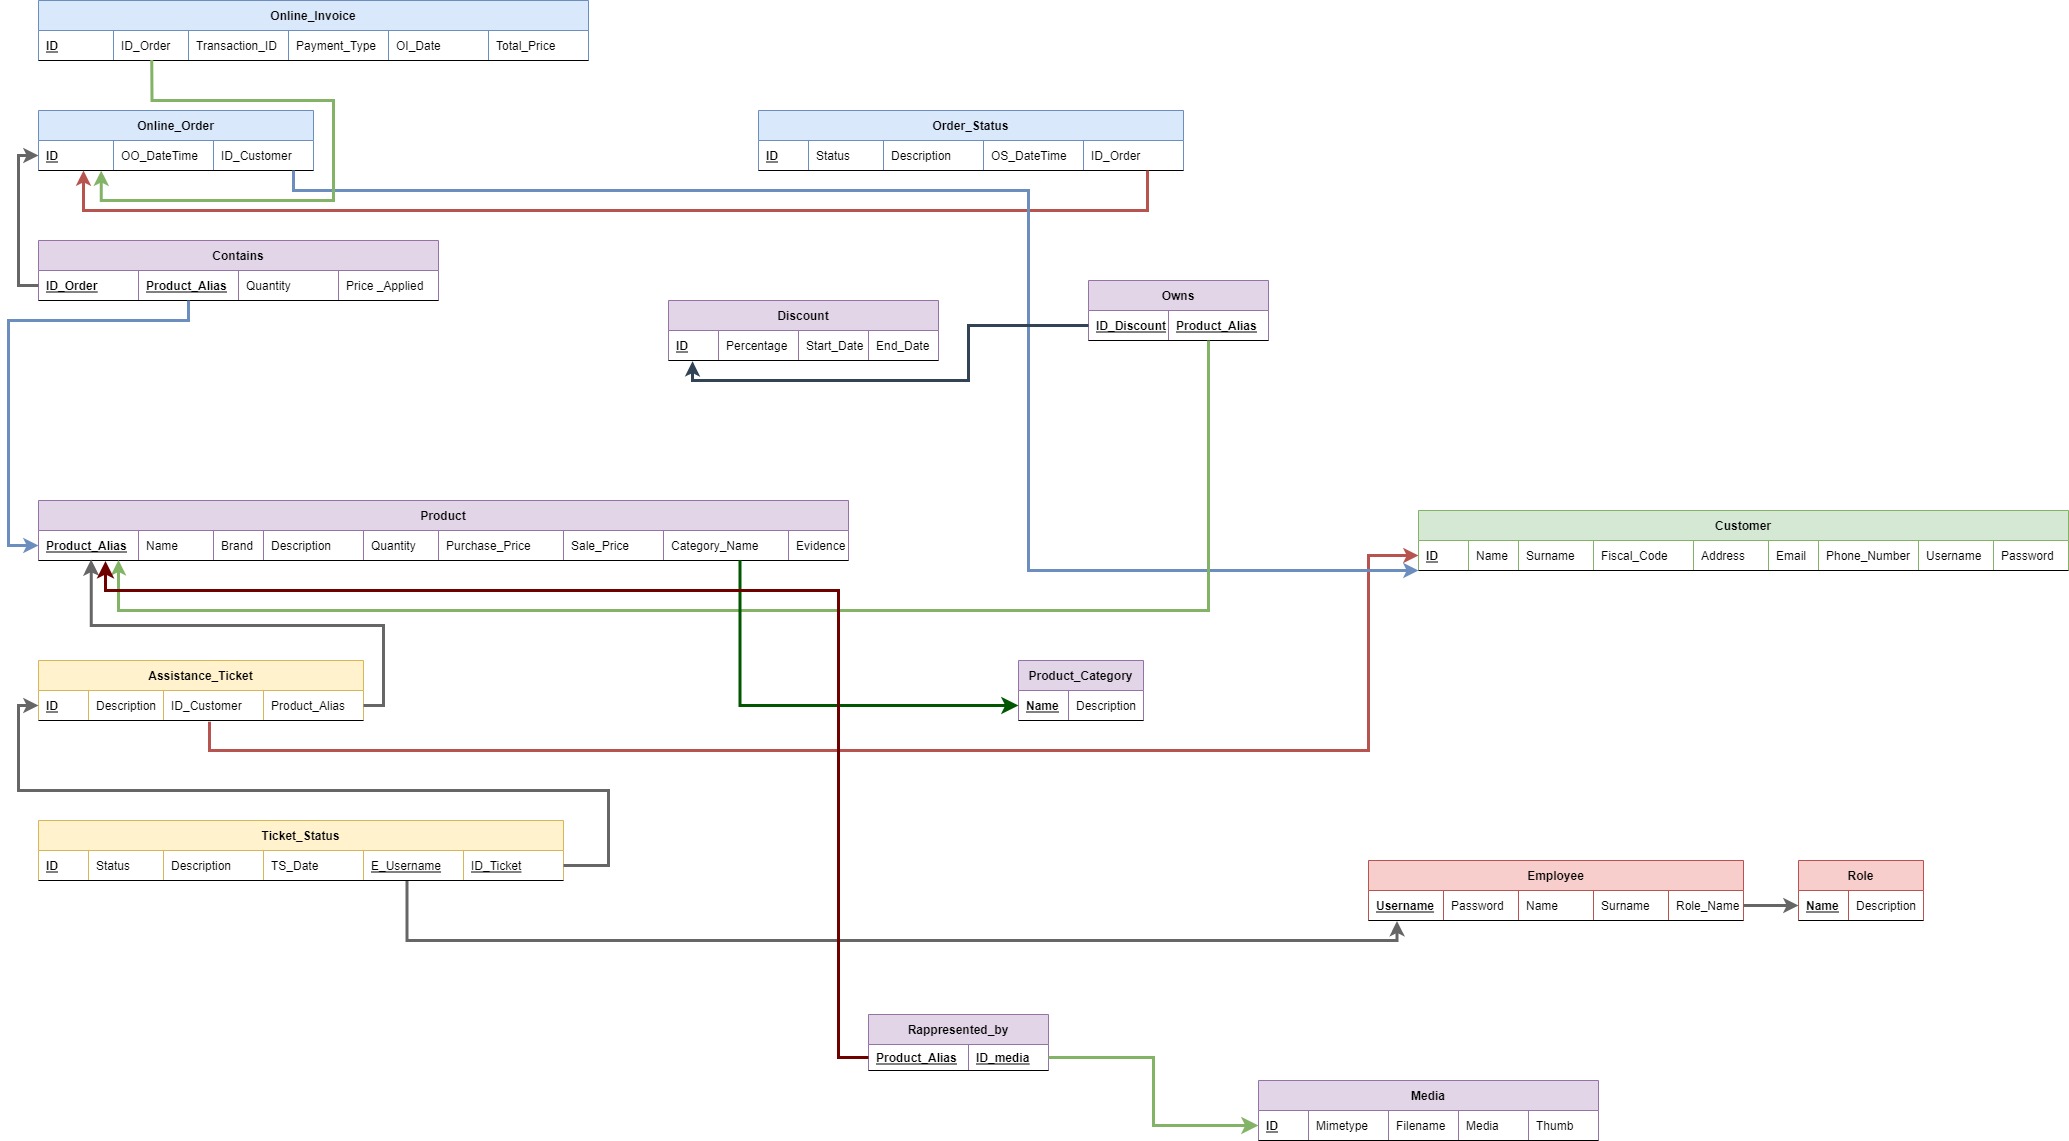 Online_Invoice
ID ID_Order Transaction_ID Payment_Type OI_Date Total_Price
Online_Order
ID OO_DateTime ID_Customer
Order_Status
ID Status Description OS_DateTime ID_Order
Contains
ID_Order Product_Alias Quantity Price _Applied
Owns
ID_Discount Product_Alias
Discount
ID Percentage Start_Date End_Date
Product
Product_Alias Name Brand Description Quantity Purchase_Price Sale_Price Category_Name Evidence
Customer
ID Name Surname Fiscal_Code Address Email Phone_Number Username Password
Assistance_Ticket
ID Description ID_Customer Product_Alias
Product_Category
Name Description
Ticket_Status
ID Status Description TS_Date E_Username ID_Ticket
Employee
Username Password Name Surname Role_Name
Role
Name Description
Rappresented_by
Product_Alias ID_media
Media
ID Mimetype Filename Media Thumb